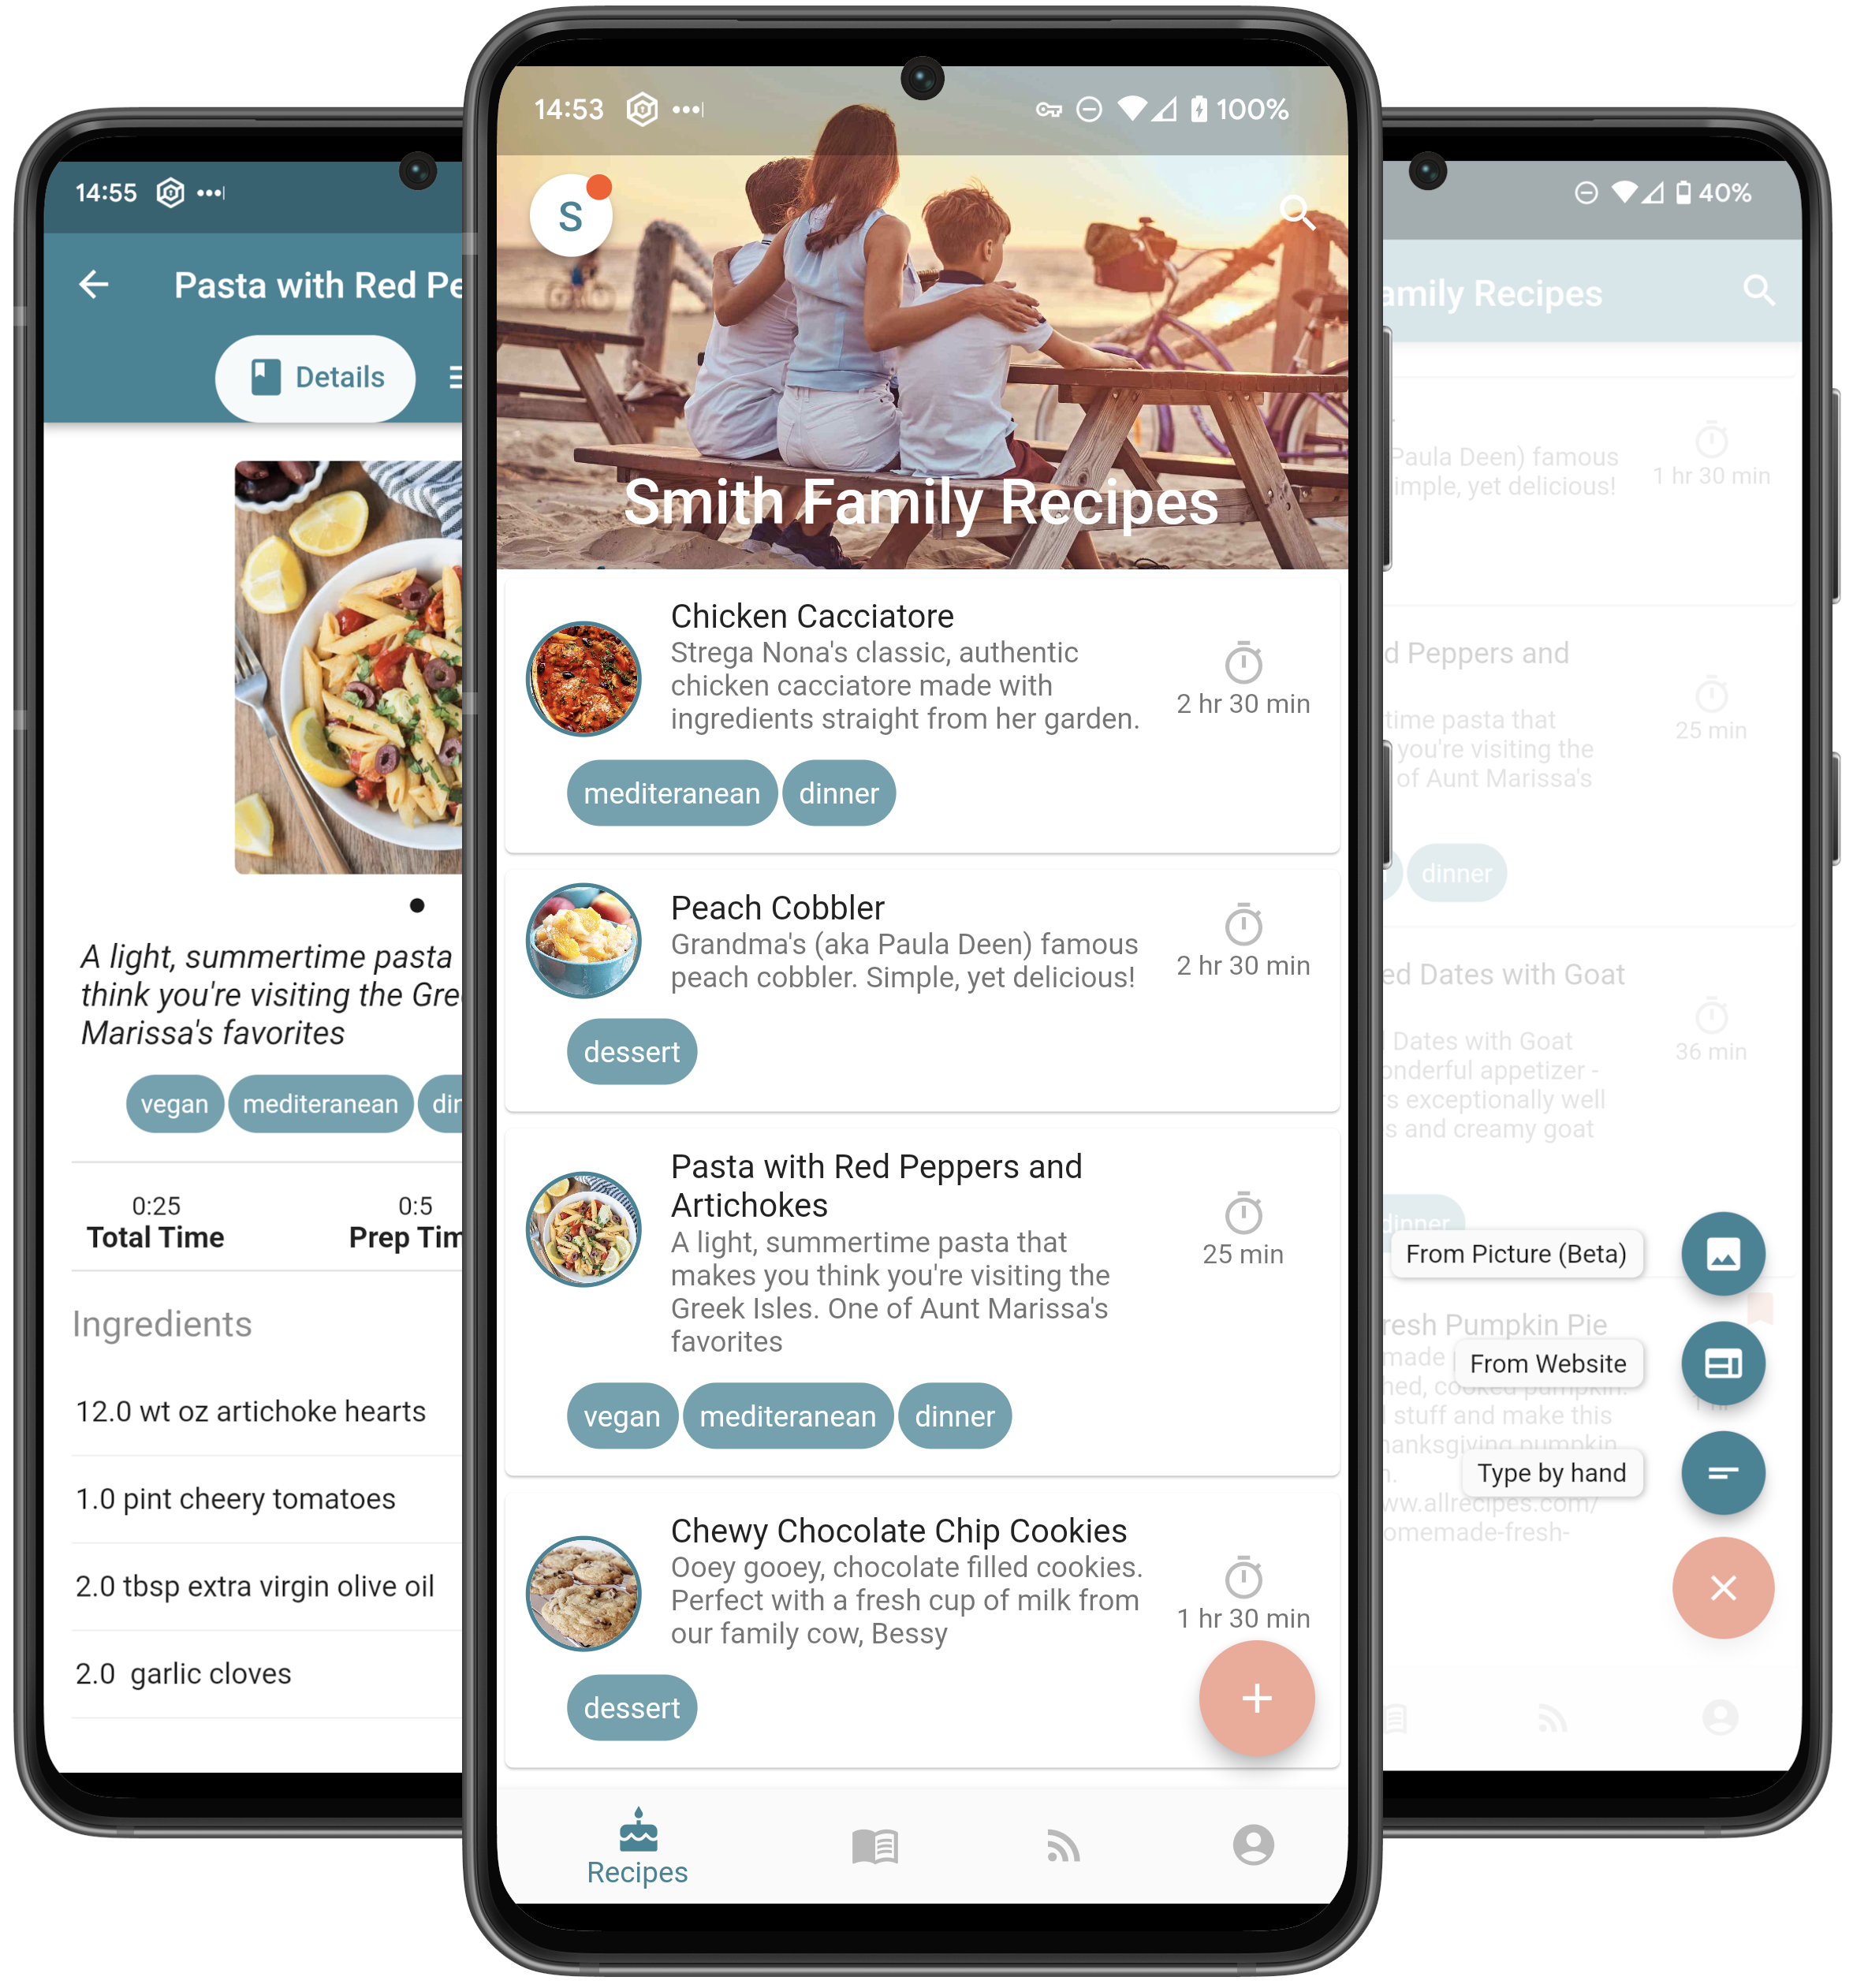 14:55
Pasta with Red Pe
Details
A light, summertime pasta
think you're visiting the Gre
Marissa's favorites
vegan mediteranean din
0:25 0:5
Total Time Prep Tim
Ingredients
12.0 wt oz artichoke hearts
1.0 pint cheery tomatoes
2.0 tbsp extra virgin olive oil
2.0 garlic cloves
14:53 100%
S
Smith Family Recipes
Chicken Cacciatore
Strega Nona's classic, authentic
chicken cacciatore made with
ingredients straight from her garden.
2 hr 30 min
mediteranean dinner
Peach Cobbler
Grandma's (aka Paula Deen) famous
peach cobbler. Simple, yet delicious!
2 hr 30 min
dessert
Pasta with Red Peppers and
Artichokes
A light, summertime pasta that
makes you think you're visiting the
Greek Isles. One of Aunt Marissa's
favorites
25 min
vegan mediteranean dinner
Chewy Chocolate Chip Cookies
Ooey gooey, chocolate filled cookies.
Perfect with a fresh cup of milk from
our family cow, Bessy
1 hr 30 min
dessert
Recipes
40%
amily Recipes
Paula Deen) famous
imple, yet delicious!
1 hr 30 min
d Peppers and
time pasta that
you're visiting the
of Aunt Marissa's
25 min
dinner
ed Dates with Goat
Dates with Goat
onderful appetizer -
rs exceptionally well
s and creamy goat
36 min
dinner
From Picture (Beta)
resh Pumpkin Pie
made
From Website
hed, cooked pumpkin.
stuff and make this
1 hr
hanksgiving pumpkin
n.
Type by hand
ww.allrecipes.com/
omemade-fresh-